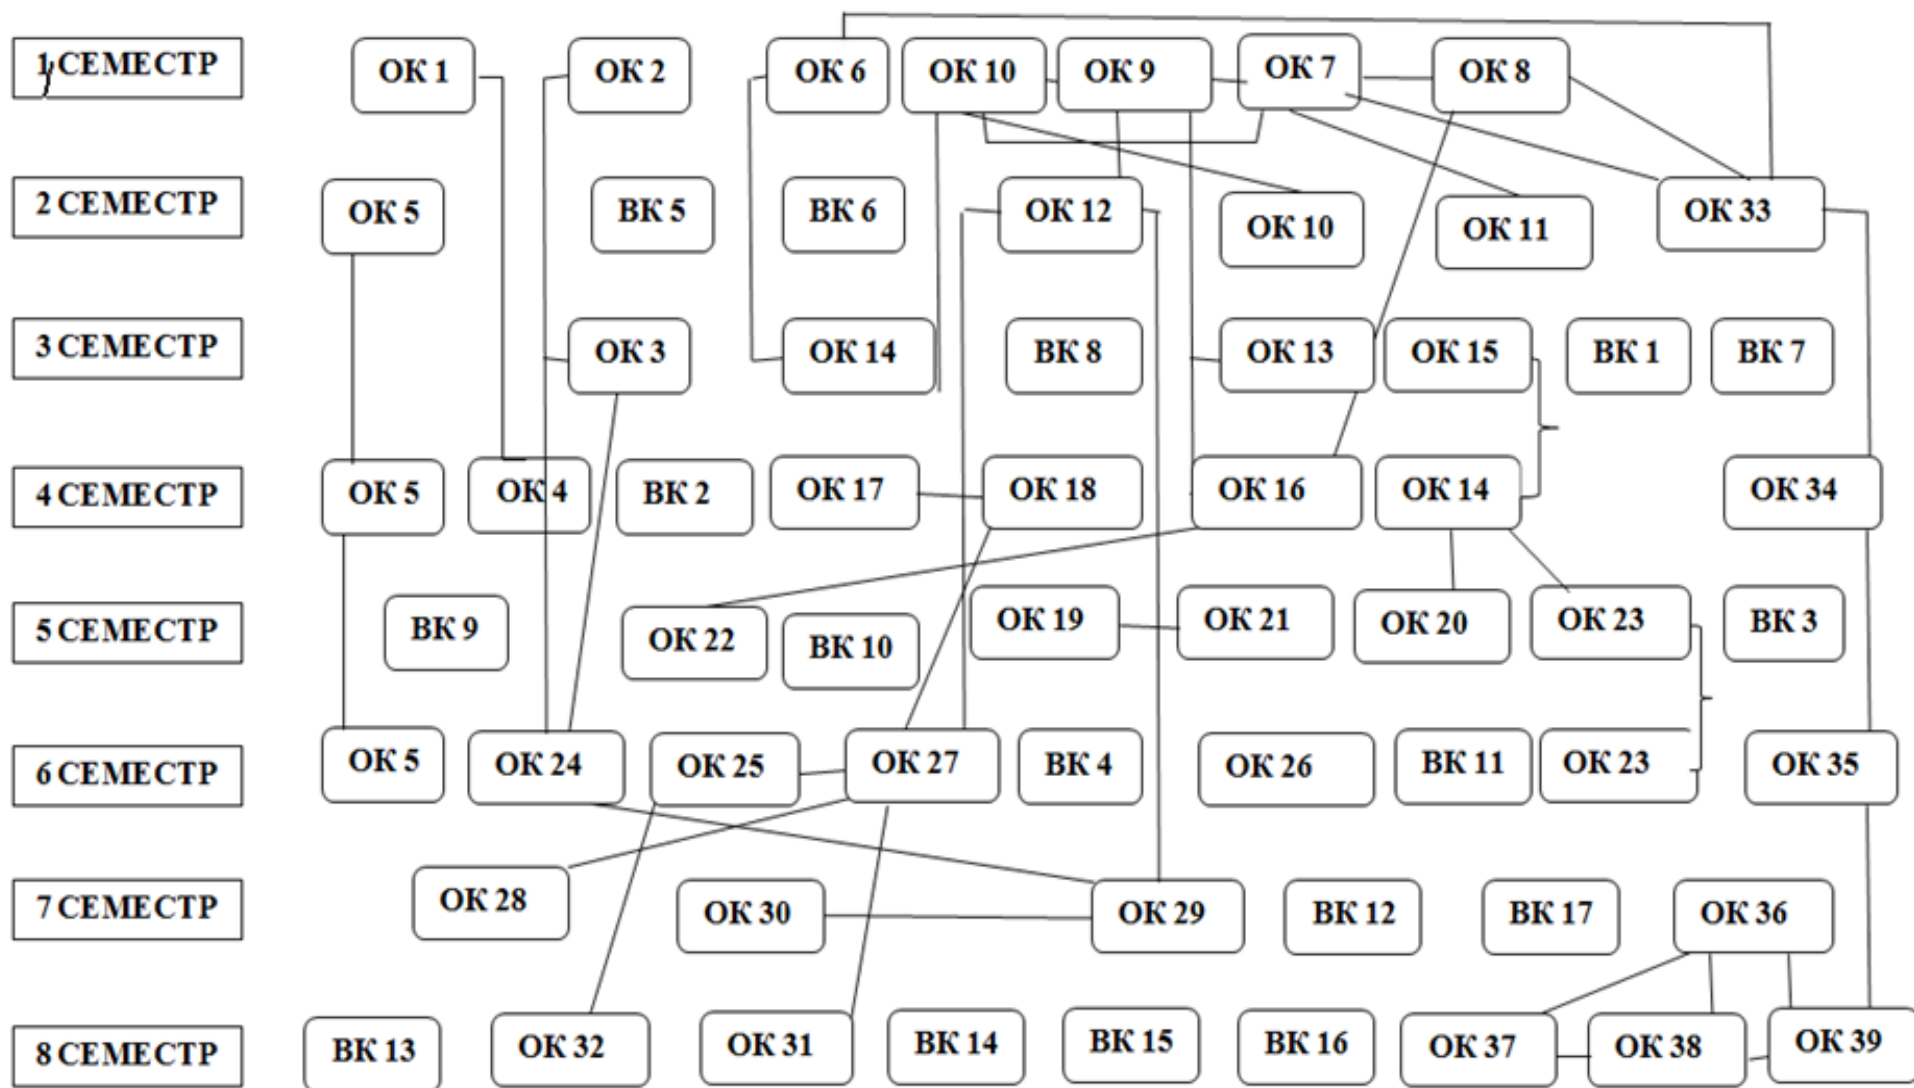 1 СЕМЕСТР ОК 1 ОК 2 ОК 6 ОК 10 ОК 9 ОК 7 ОК 8
2 СЕМЕСТР ОК 5 ВК 5 ВК 6 ОК 12 ОК 10 ОК 11 ОК 33
3 СЕМЕСТР ОК 3 ОК 14 ВК 8 ОК 13 ОК 15 ВК 1 ВК 7
4 СЕМЕСТР ОК 5 ОК 4 ВК 2 ОК 17 ОК 18 ОК 16 ОК 14 ОК 34
5 СЕМЕСТР ВК 9 ОК 22 ВК 10 ОК 19 ОК 21 ОК 20 ОК 23 ВК 3
6 СЕМЕСТР ОК 5 ОК 24 ОК 25 ОК 27 ВК 4 ОК 26 ВК 11 ОК 23 ОК 35
7 СЕМЕСТР ОК 28 ОК 30 ОК 29 ВК 12 ВК 17 ОК 36
8 СЕМЕСТР ВК 13 ОК 32 ОК 31 ВК 14 ВК 15 ВК 16 ОК 37 ОК 38 ОК 39